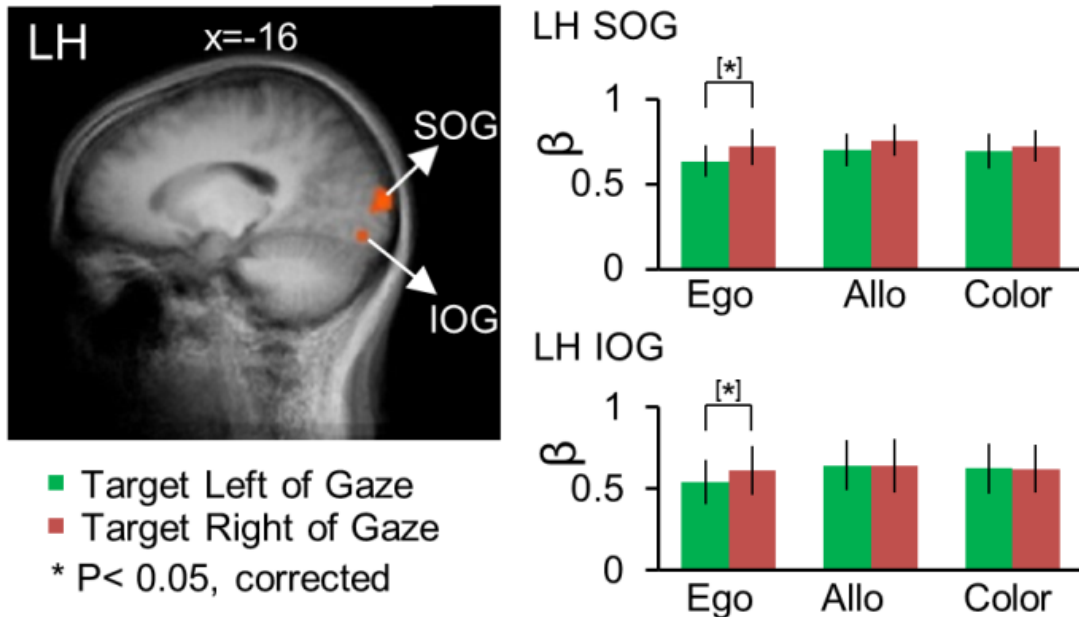 LH
x=-16
SOG
IOG
Target Left of Gaze
Target Right of Gaze
* P< 0.05, corrected
LH SOG
[*]
1
β
0.5
0
Ego Allo Color
LH IOG
[*]
1
β
0.5
0
Ego Allo Color